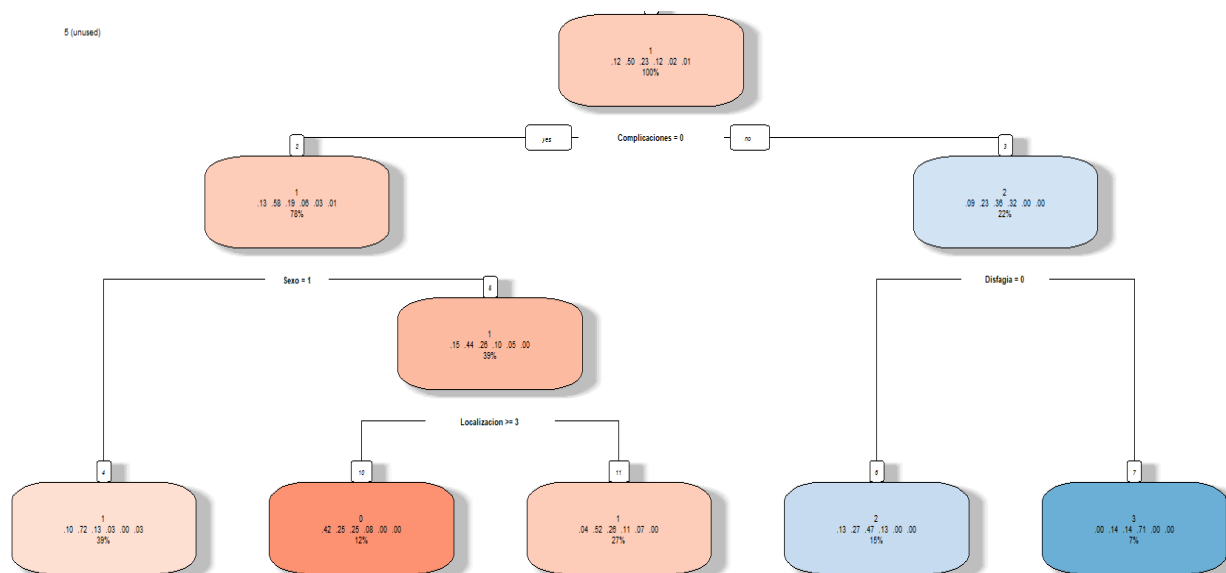 5 (unused)
1
.12 .50 .23 .12 .02 .01
100%
yes
Complicaciones = 0
no
2
3
1
.13 .58 .19 .06 .03 .01
78%
2
.09 .23 .36 .32 .00 .00
22%
Sexo = 1
5
Disfagia = 0
1
.15 .44 .26 .10 .05 .00
39%
Localizacion >= 3
4
10
11
6
7
1
.10 .72 .13 .03 .00 .03
39%
0
.42 .25 .25 .08 .00 .00
12%
1
.04 .52 .26 .11 .07 .00
27%
2
.13 .27 .47 .13 .00 .00
15%
3
.00 .14 .14 .71 .00 .00
7%